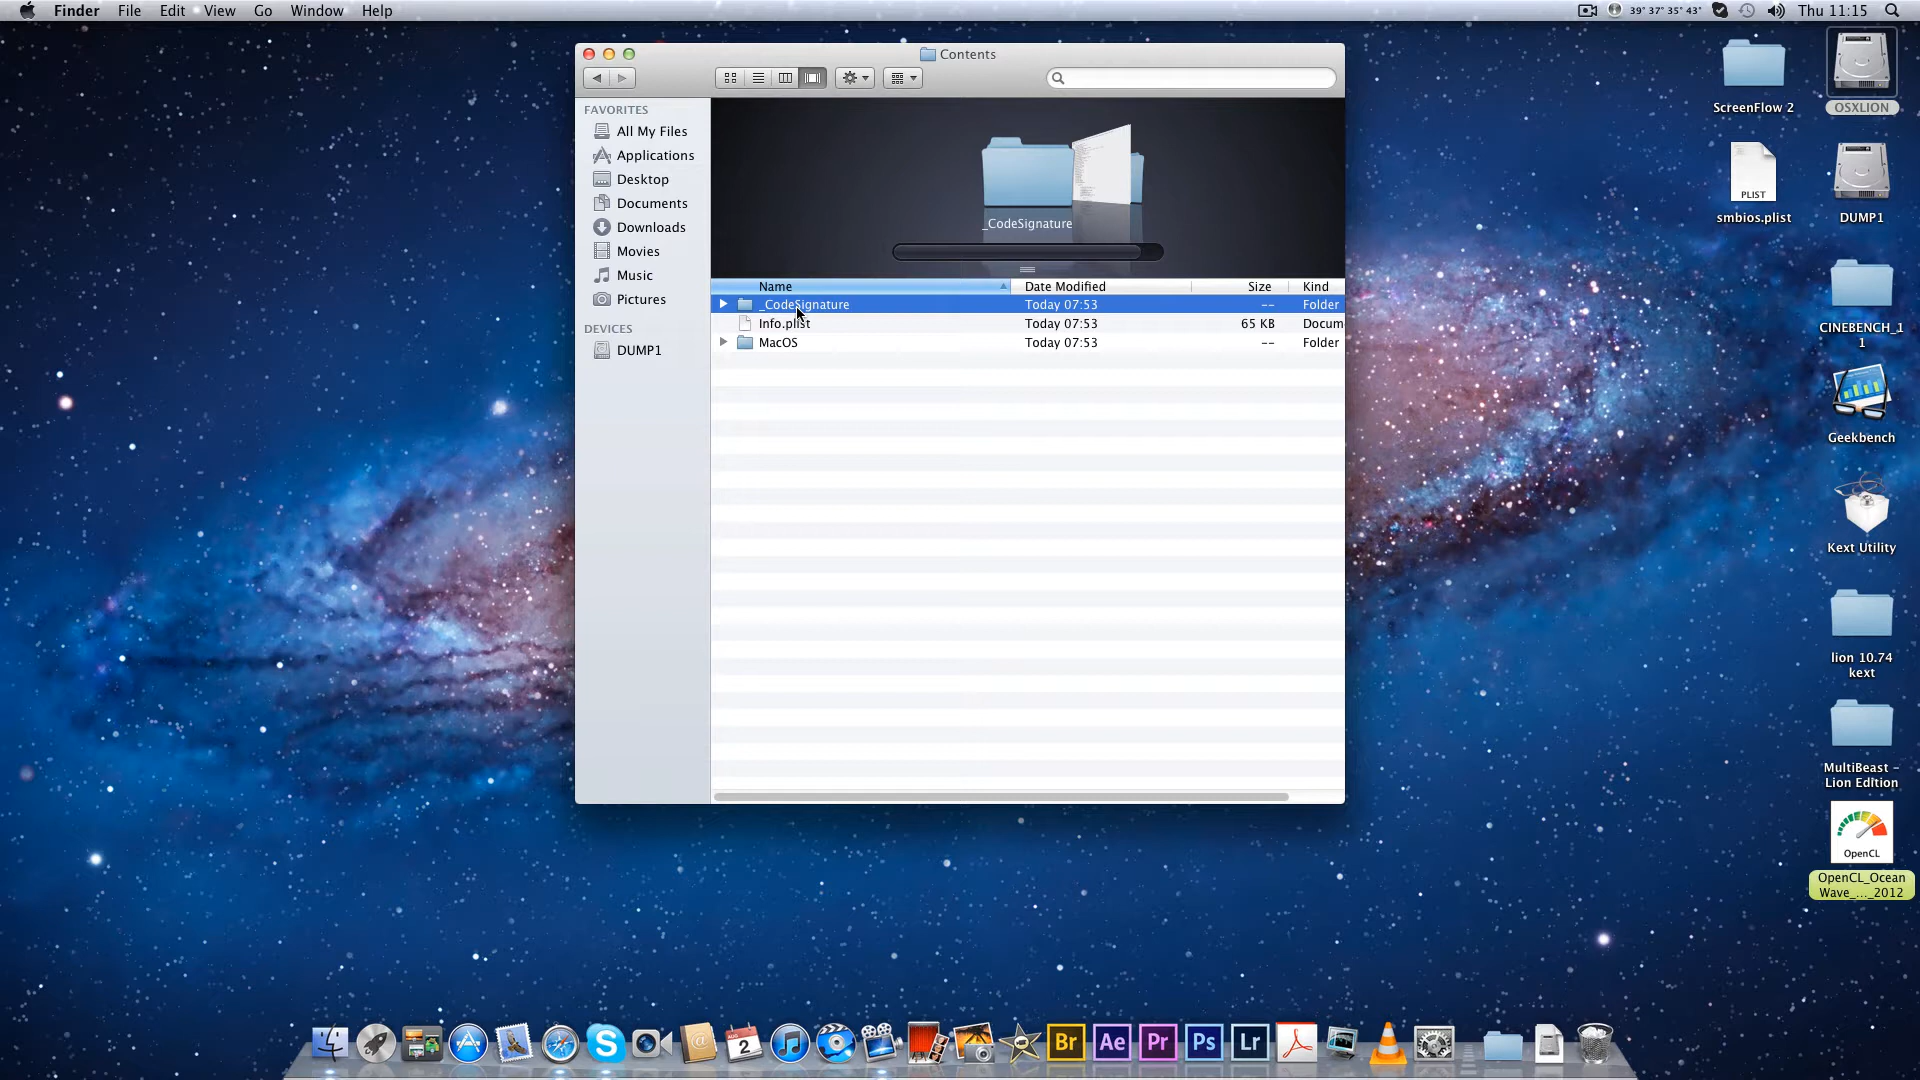 Finder File Edit View Go Window Help
39° 37° 35° 43° Thu 11:15
Contents
FAVORITES
All My Files
Applications
Desktop
Documents
Downloads
Movies
Music
Pictures
DEVICES
DUMP1
_CodeSignature
Name Date Modified Size Kind
_CodeSignature Today 07:53 -- Folder
Info.plist Today 07:53 65 KB Docum
MacOS Today 07:53 -- Folder
ScreenFlow 2
OSXLION
PLIST
smbios.plist
DUMP1
CINEBENCH_1
1
Geekbench
Kext Utility
lion 10.74
kext
MultiBeast -
Lion Edition
OpenCL
OpenCL_Ocean
Wave_..._2012
2
Br Ae Pr Ps Lr